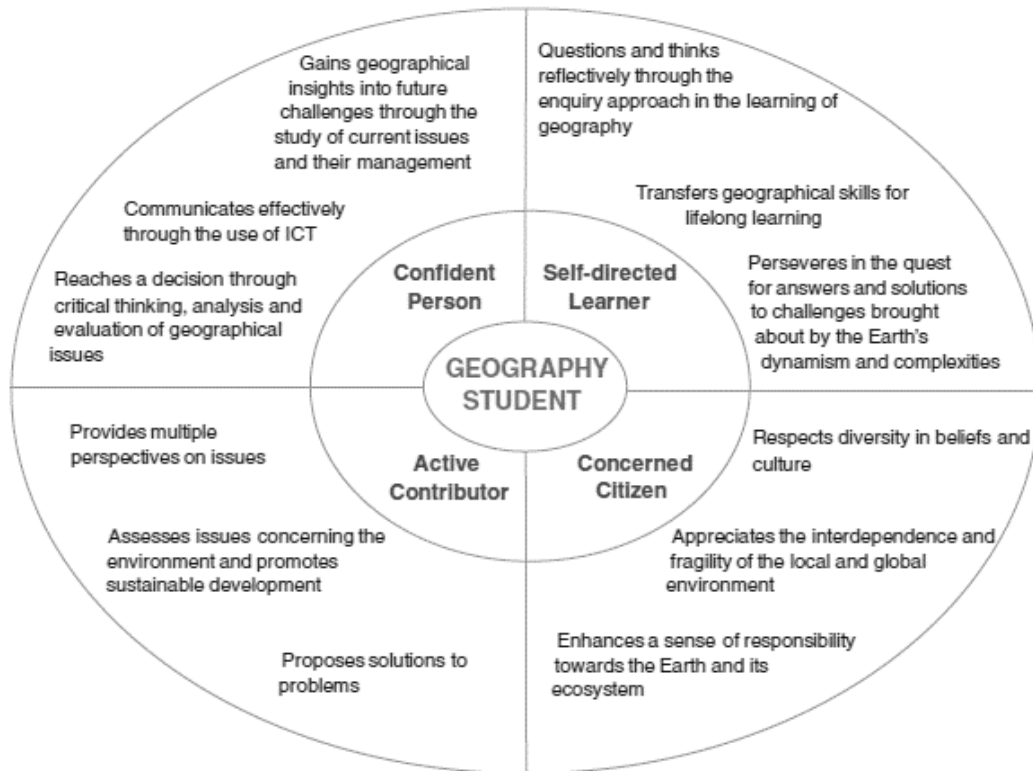 Gains geographical
insights into future
challenges through the
study of current issues
and their management
Communicates effectively
through the use of ICT
Reaches a decision through
critical thinking, analysis and
evaluation of geographical
issues
Confident
Person
Questions and thinks
reflectively through the
enquiry approach in the learning of
geography
Transfers geographical skills for
lifelong learning
Perseveres in the quest
for answers and solutions
to challenges brought
about by the Earth's
dynamism and complexities
Self-directed
Learner
GEOGRAPHY
STUDENT
Provides multiple
perspectives on issues
Assesses issues concerning the
environment and promotes
sustainable development
Proposes solutions to
problems
Active
Contributor
Concerned
Citizen
Respects diversity in beliefs and
culture
Appreciates the interdependence and
fragility of the local and global
environment
Enhances a sense of responsibility
towards the Earth and its
ecosystem